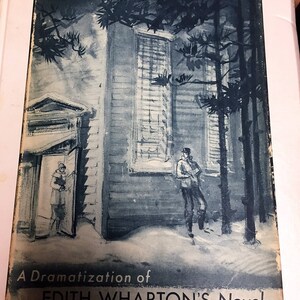 A Dramatization of
EDITH WHARTON'S Novel